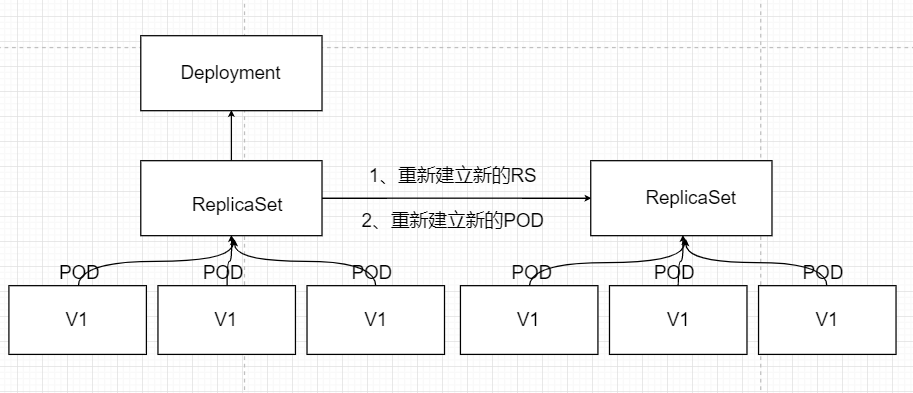 Deployment
1、重新建立新的RS
ReplicaSet
ReplicaSet
2、重新建立新的POD
POD
POD
POD
POD
POD
POD
V1
V1
V1
V1
V1
V1